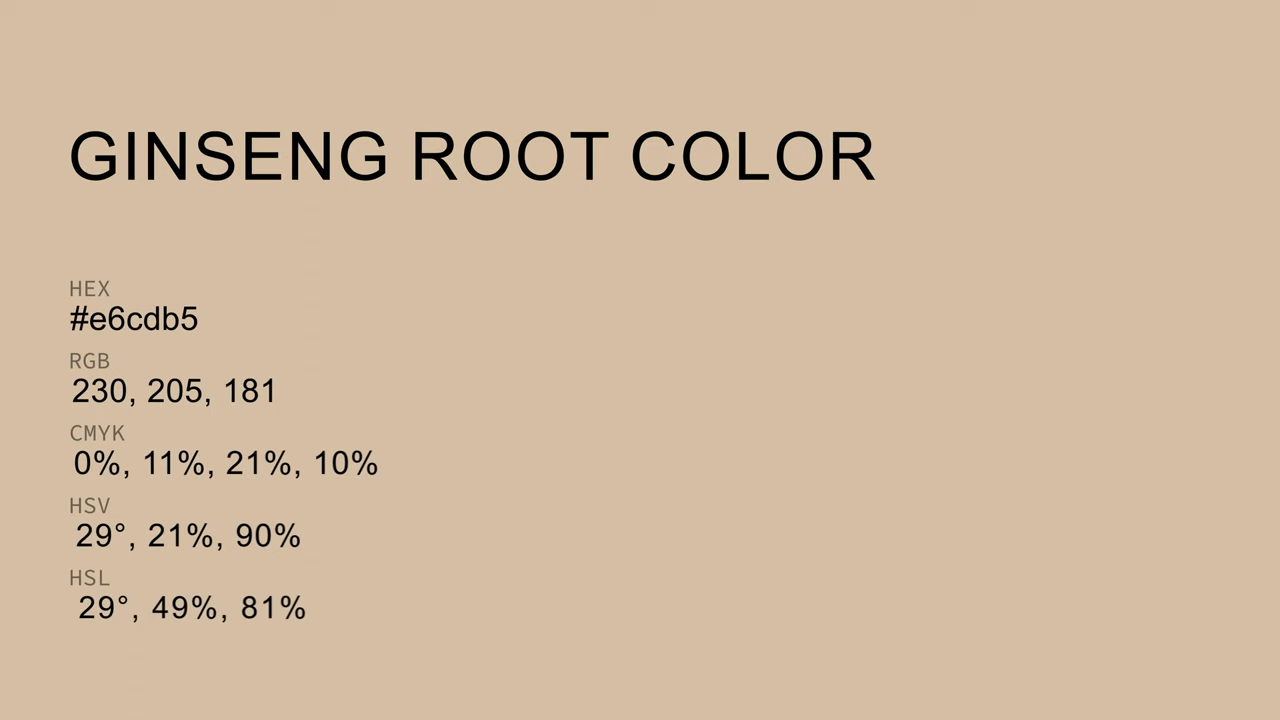 GINSENG ROOT COLOR
HEX
#e6cdb5
RGB
230, 205, 181
CMYK
0%, 11%, 21%, 10%
HSV
29°, 21%, 90%
HSL
29°, 49%, 81%